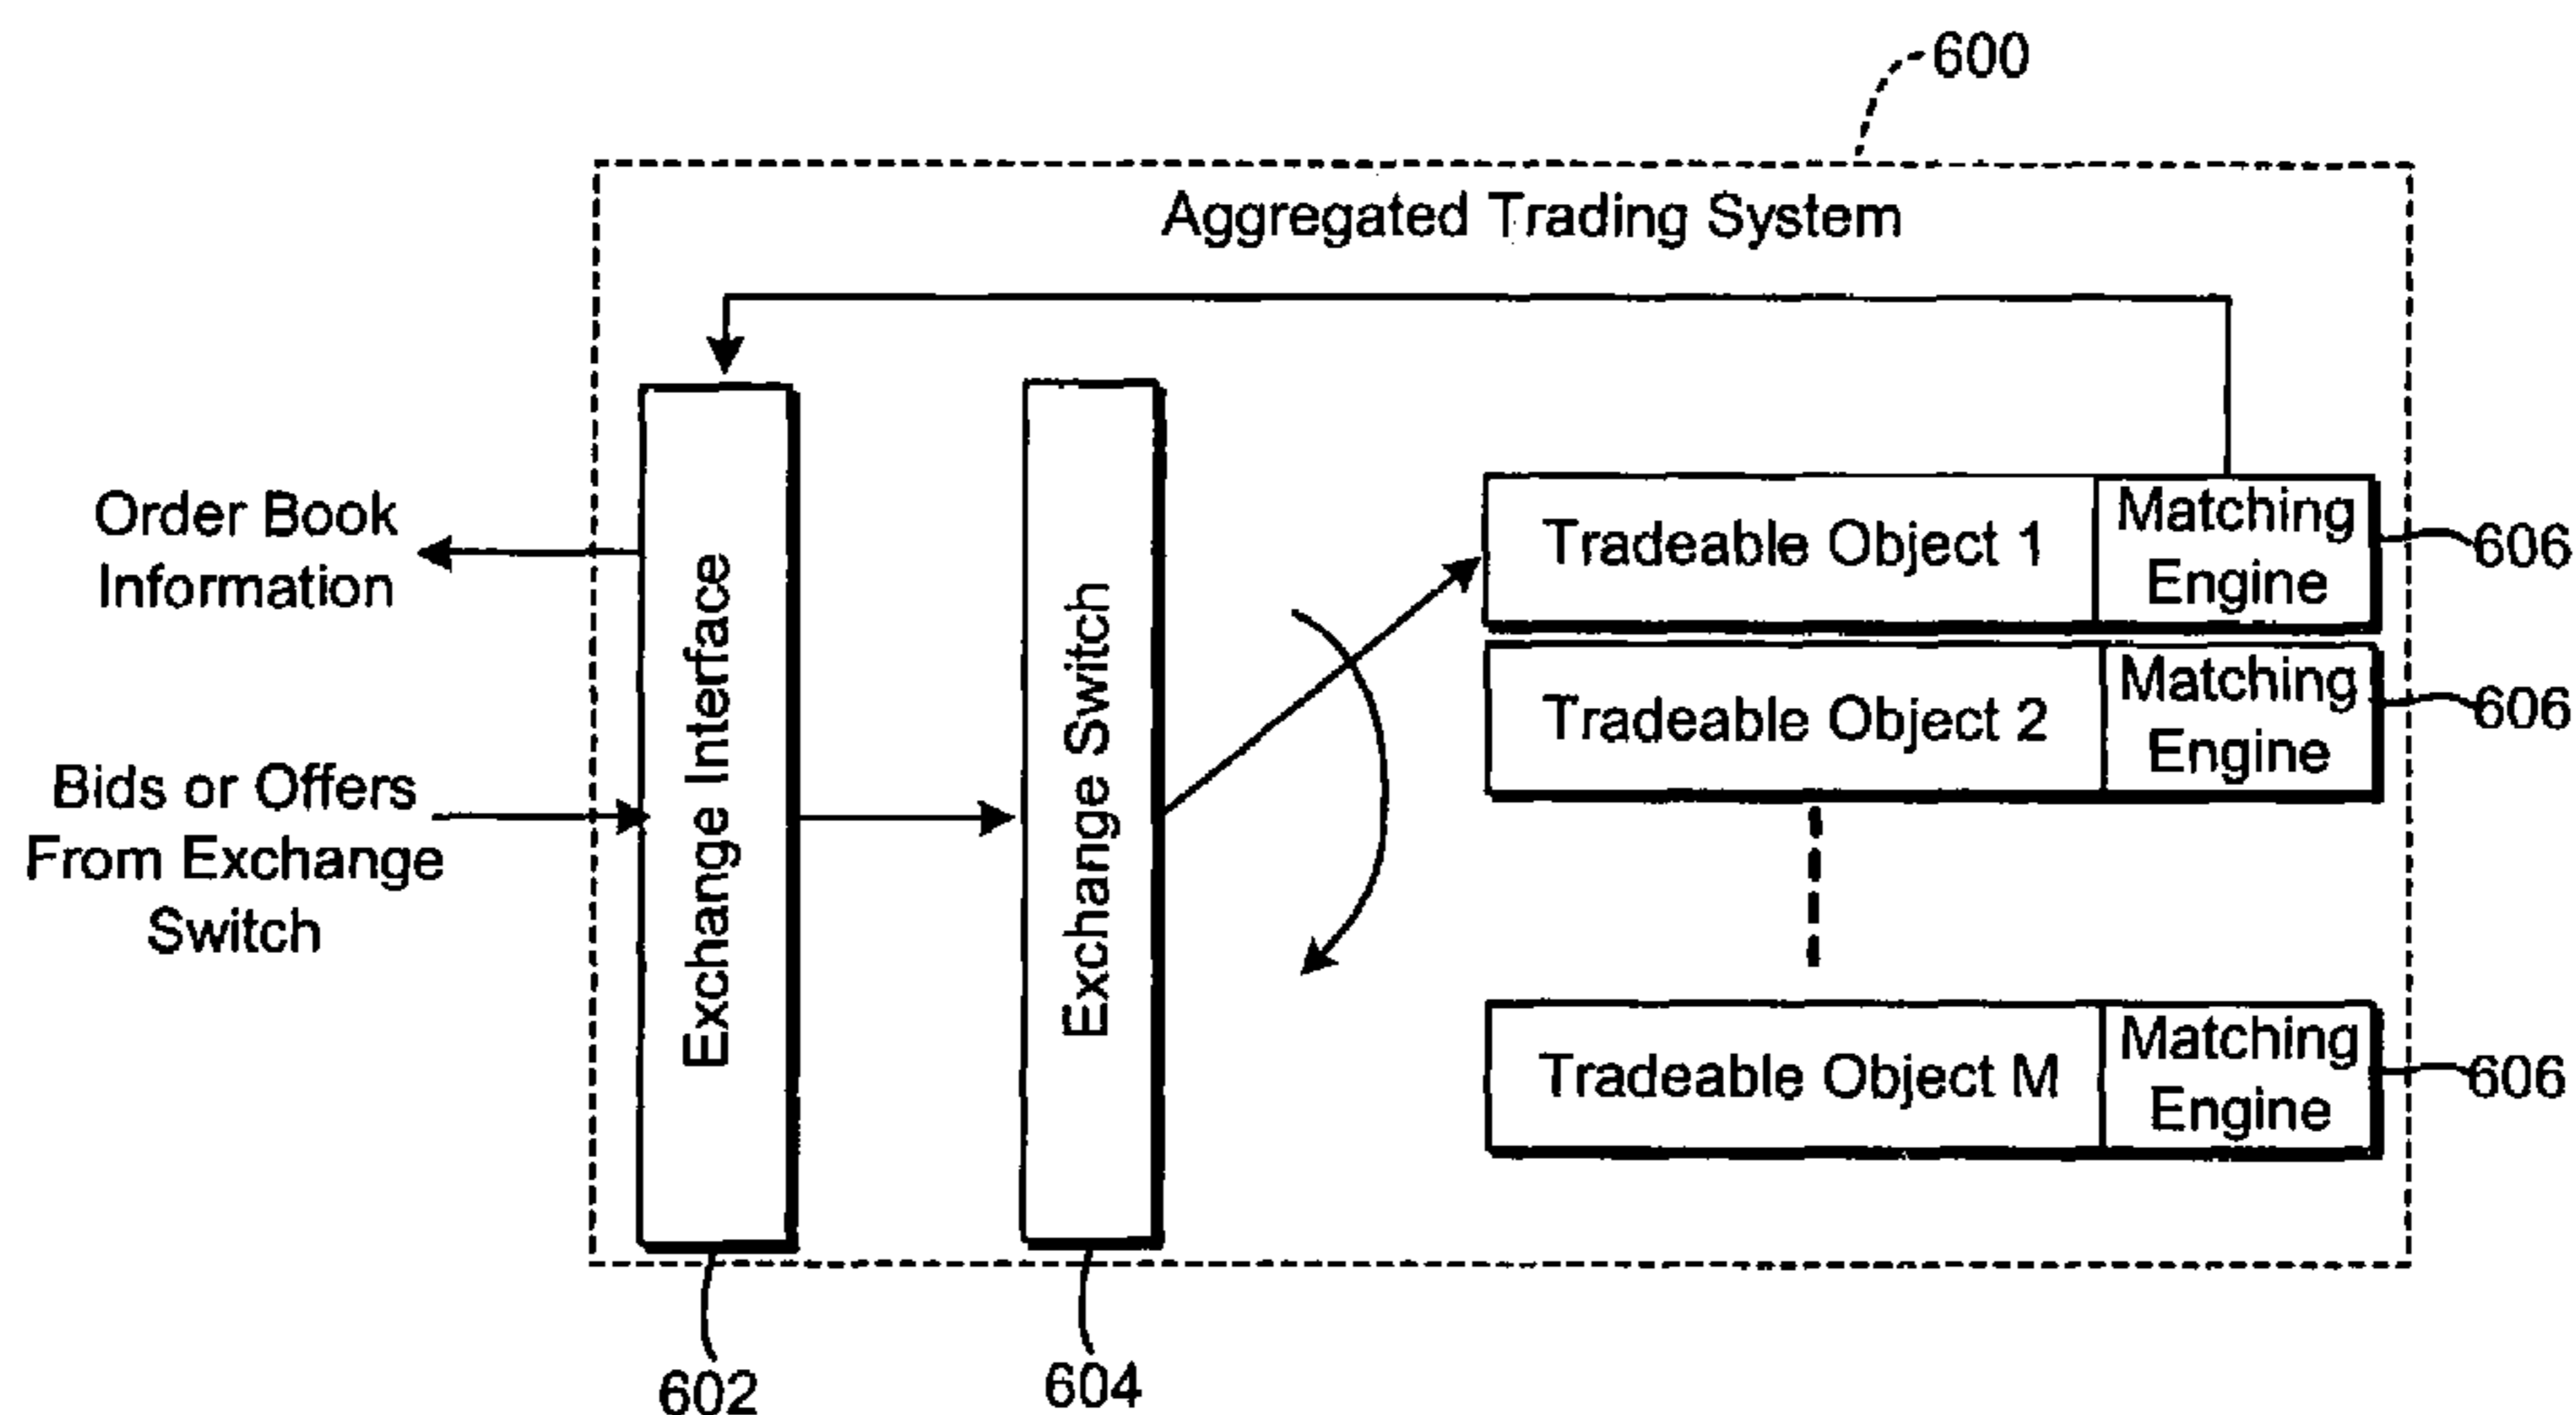 600
Aggregated Trading System
Order Book
Information
Bids or Offers
From Exchange
Switch
Exchange Interface
Exchange Switch
Tradeable Object 1
Matching
Engine
606
Tradeable Object 2
Matching
Engine
606
Tradeable Object M
Matching
Engine
606
602
604